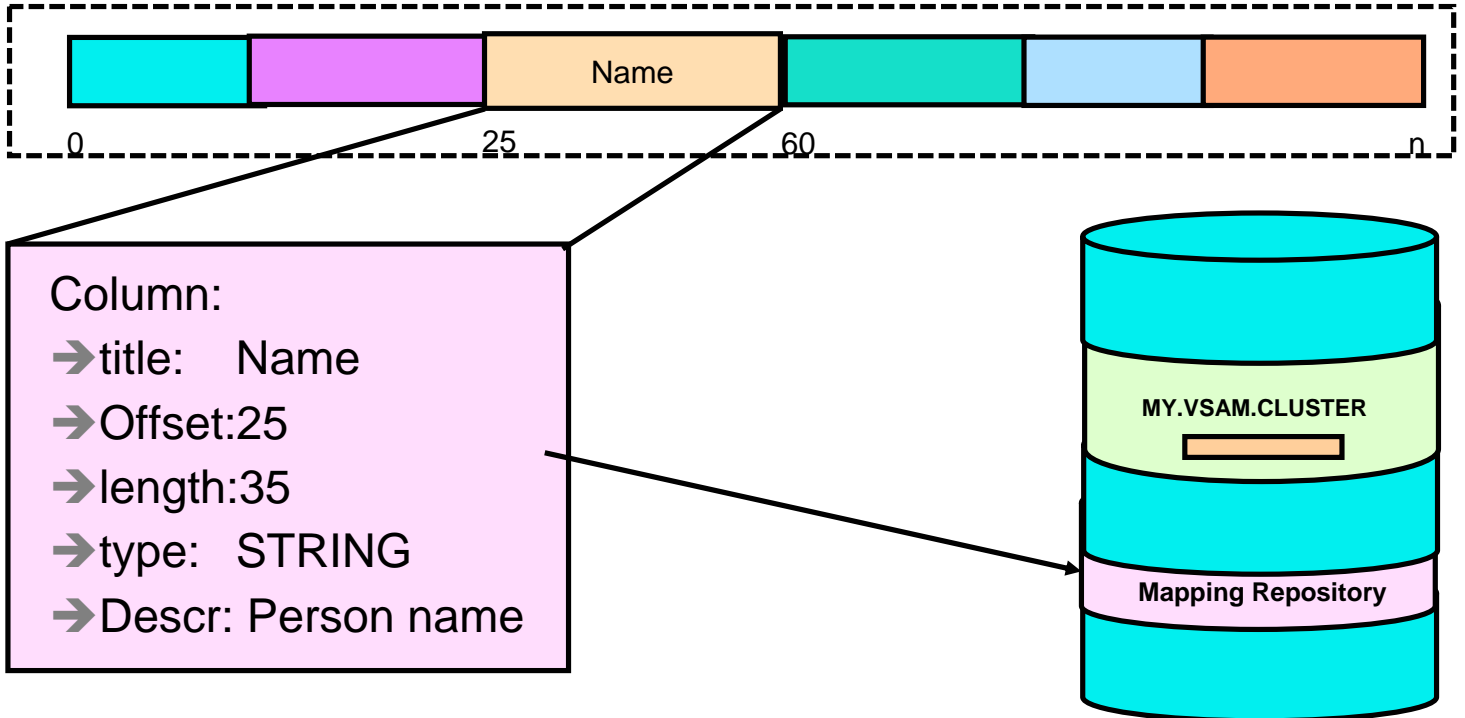 Name
0 25 60 n
Column:
➔title: Name
➔Offset:25
➔length:35
➔type: STRING
➔Descr: Person name
MY.VSAM.CLUSTER
Mapping Repository